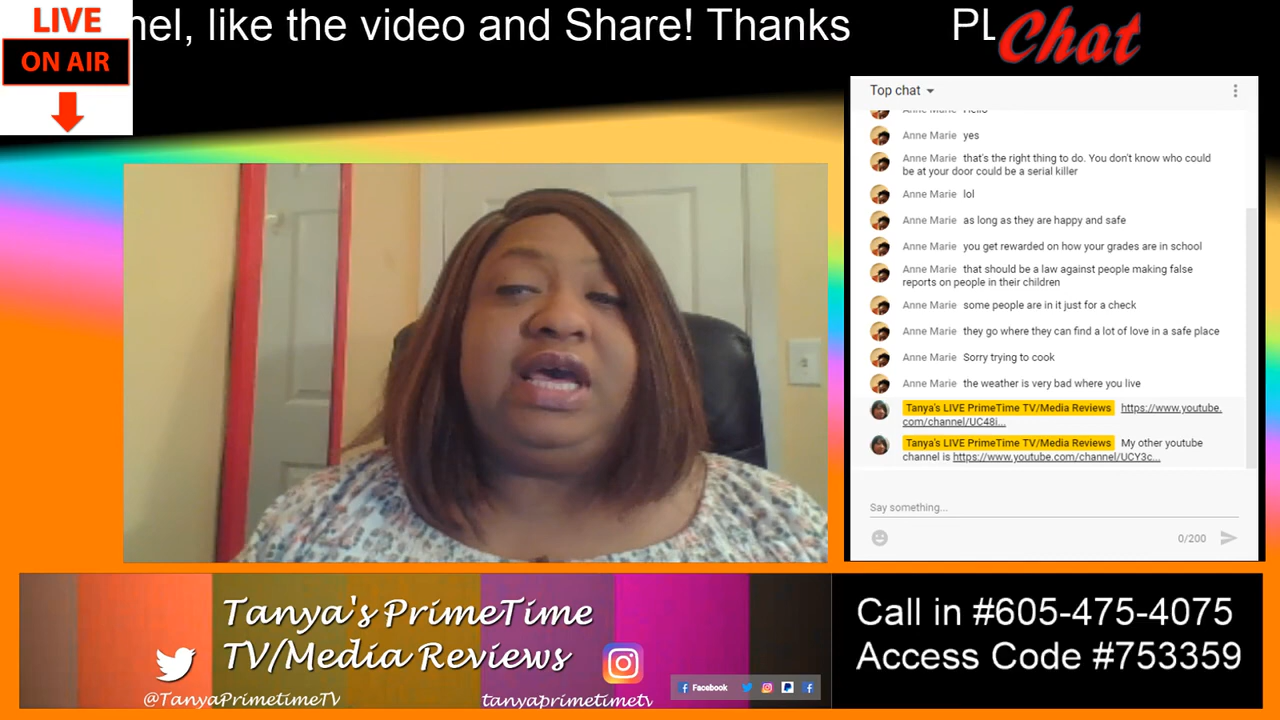 LIVE
ON AIR
nel, like the video and Share! Thanks
Chat
Top chat
Anne Marie Hello
Anne Marie yes
Anne Marie that's the right thing to do. You don't know who could
be at your door could be a serial killer
Anne Marie lol
Anne Marie as long as they are happy and safe
Anne Marie you get rewarded on how your grades are in school
Anne Marie that should be a law against people making false
reports on people in their children
Anne Marie some people are in it just for a check
Anne Marie they go where they can find a lot of love in a safe place
Anne Marie Sorry trying to cook
Anne Marie the weather is very bad where you live
Tanya's LIVE PrimeTime TV/Media Reviews https://www.youtube.
com/channel/UC48i...
Tanya's LIVE PrimeTime TV/Media Reviews My other youtube
channel is https://www.youtube.com/channel/UCY3c...
Say something...
0/200
Tanya's PrimeTime
TV/Media Reviews
@TanyaPrimetimeTV
tanyaprimetimetv
Facebook
Call in #605-475-4075
Access Code #753359